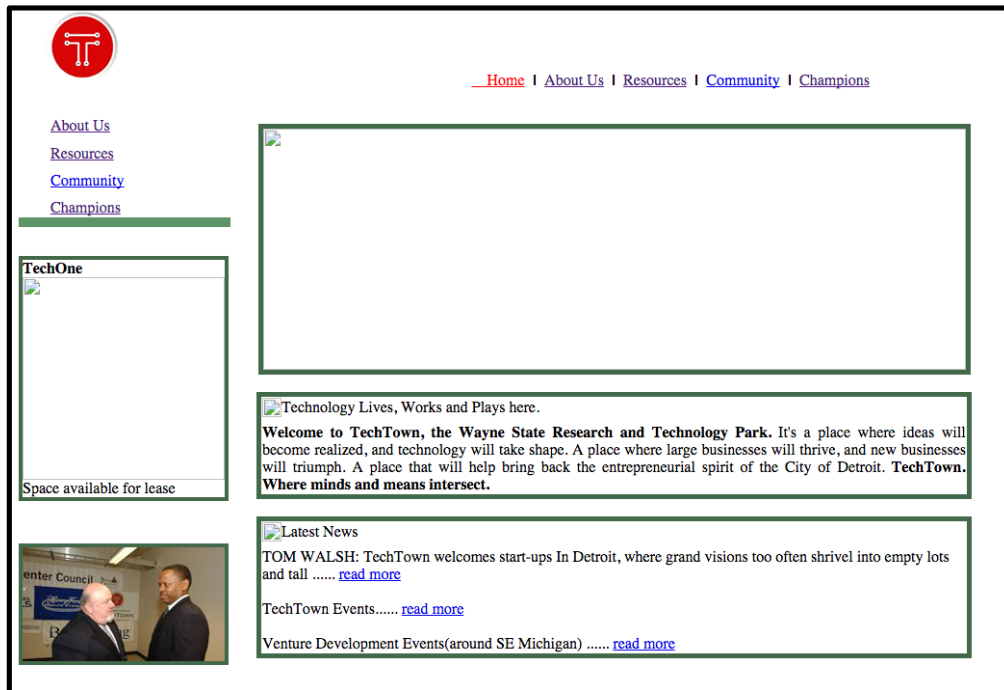 T
Home | About Us | Resources | Community | Champions
About Us
Resources
Community
Champions
TechOne
Space available for lease
enter Council
Technology Lives, Works and Plays here.
Welcome to TechTown, the Wayne State Research and Technology Park. It's a place where ideas will
become realized, and technology will take shape. A place where large businesses will thrive, and new businesses
will triumph. A place that will help bring back the entrepreneurial spirit of the City of Detroit. TechTown.
Where minds and means intersect.
Latest News
TOM WALSH: TechTown welcomes start-ups In Detroit, where grand visions too often shrivel into empty lots
and tall ...... read more
TechTown Events...... read more
Venture Development Events(around SE Michigan) ...... read more